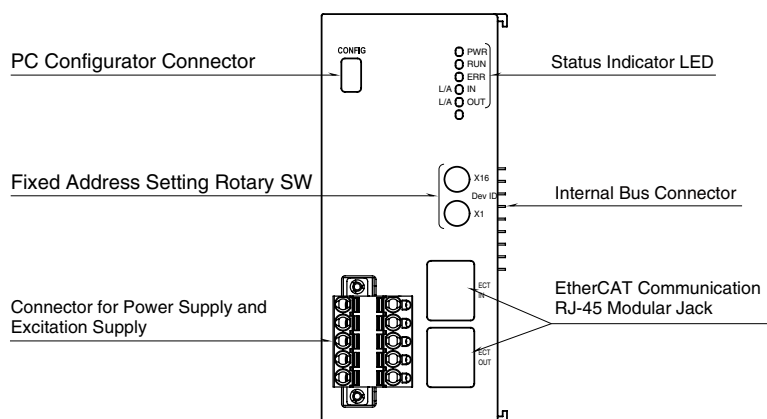 CONFIG
PWR
RUN
ERR
L/A IN
L/A OUT
PC Configurator Connector
Status Indicator LED
X16
Dev ID
X1
Fixed Address Setting Rotary SW
Internal Bus Connector
ECT
IN
EtherCAT Communication
RJ-45 Modular Jack
Connector for Power Supply and
Excitation Supply
ECT
OUT